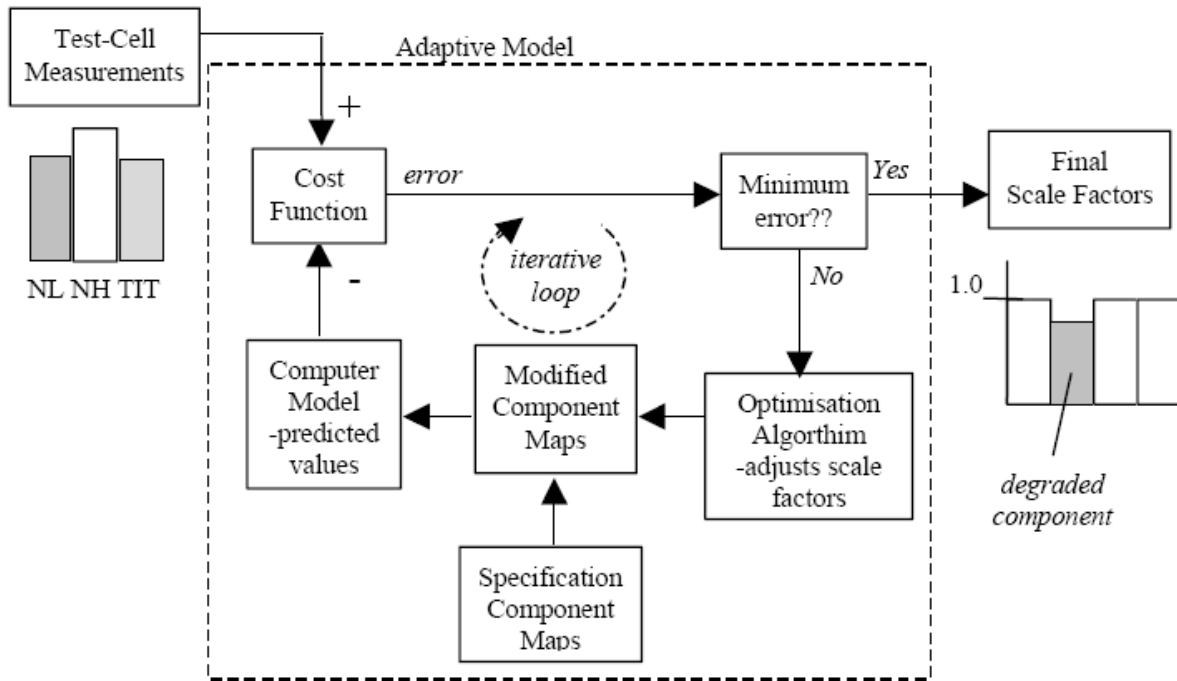 Test-Cell
Measurements
Adaptive Model
+
Cost
Function
error
Minimum
error??
Yes
Final
Scale Factors
NL NH TIT
-
iterative
loop
No
1.0
Computer
Model
-predicted
values
Modified
Component
Maps
Optimisation
Algorthim
-adjusts scale
factors
degraded
component
Specification
Component
Maps